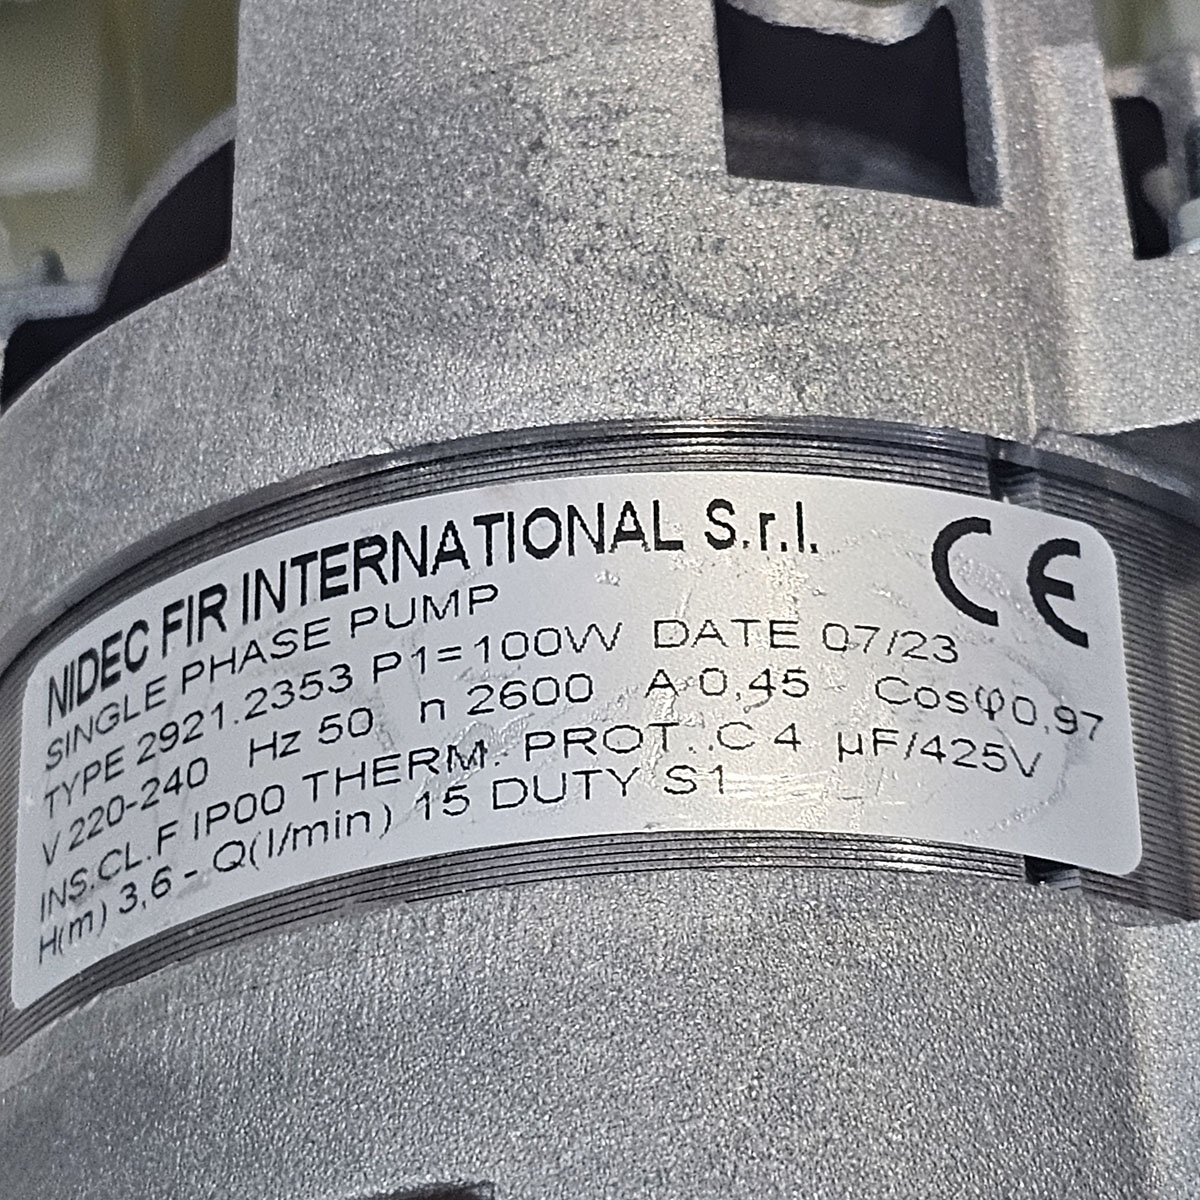 NIDEC FIR INTERNATIONAL S.r.l. CE
SINGLE PHASE PUMP
TYPE 2921.2353 P1=100W DATE 07/23
V 220-240 Hz 50 n 2600 A 0,45 Cosφ0,97
INS.CL.F IP00 THERM. PROT..C 4 µF/425V
H(m) 3,6 - Q(l/min) 15 DUTY S1